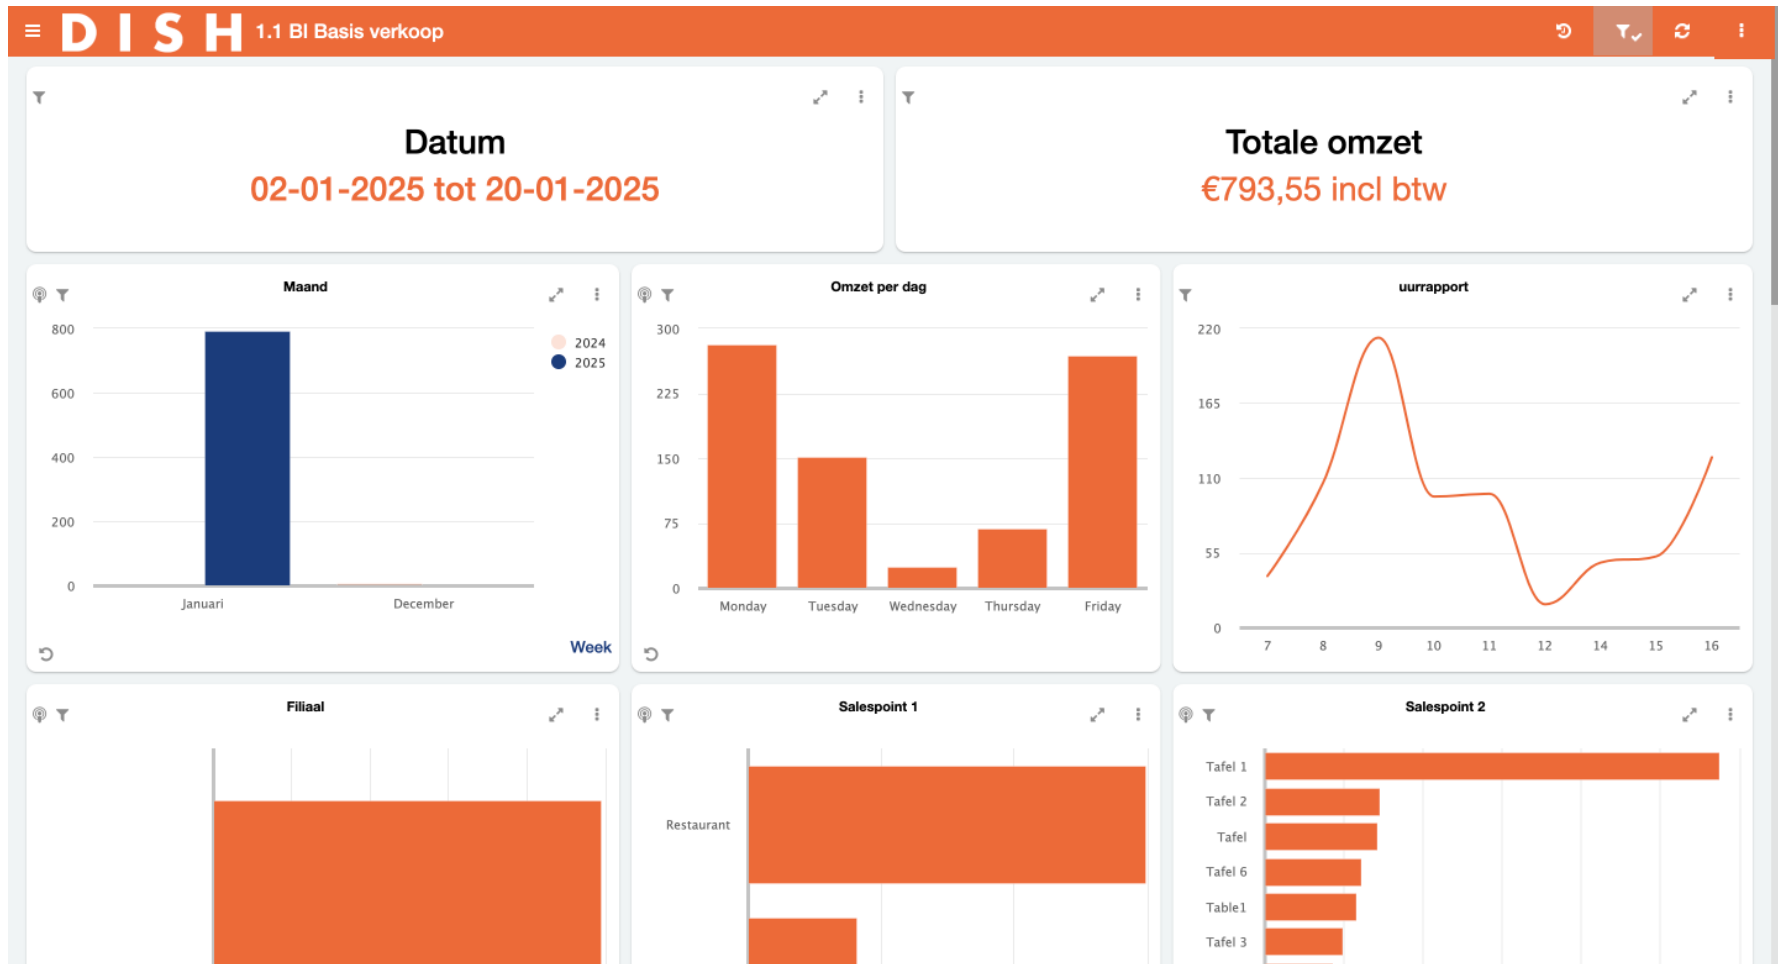 DISH 1.1 BI Basis verkoop
Datum
02-01-2025 tot 20-01-2025
Totale omzet
€793,55 incl btw
Maand
800
600
400
200
0
Januari
December
2024
2025
Week
Omzet per dag
300
225
150
75
0
Monday
Tuesday
Wednesday
Thursday
Friday
uurrapport
220
165
110
55
0
7
8
9
10
11
12
14
15
16
Filiaal
Salespoint 1
Restaurant
Salespoint 2
Tafel 1
Tafel 2
Tafel
Tafel 6
Table1
Tafel 3